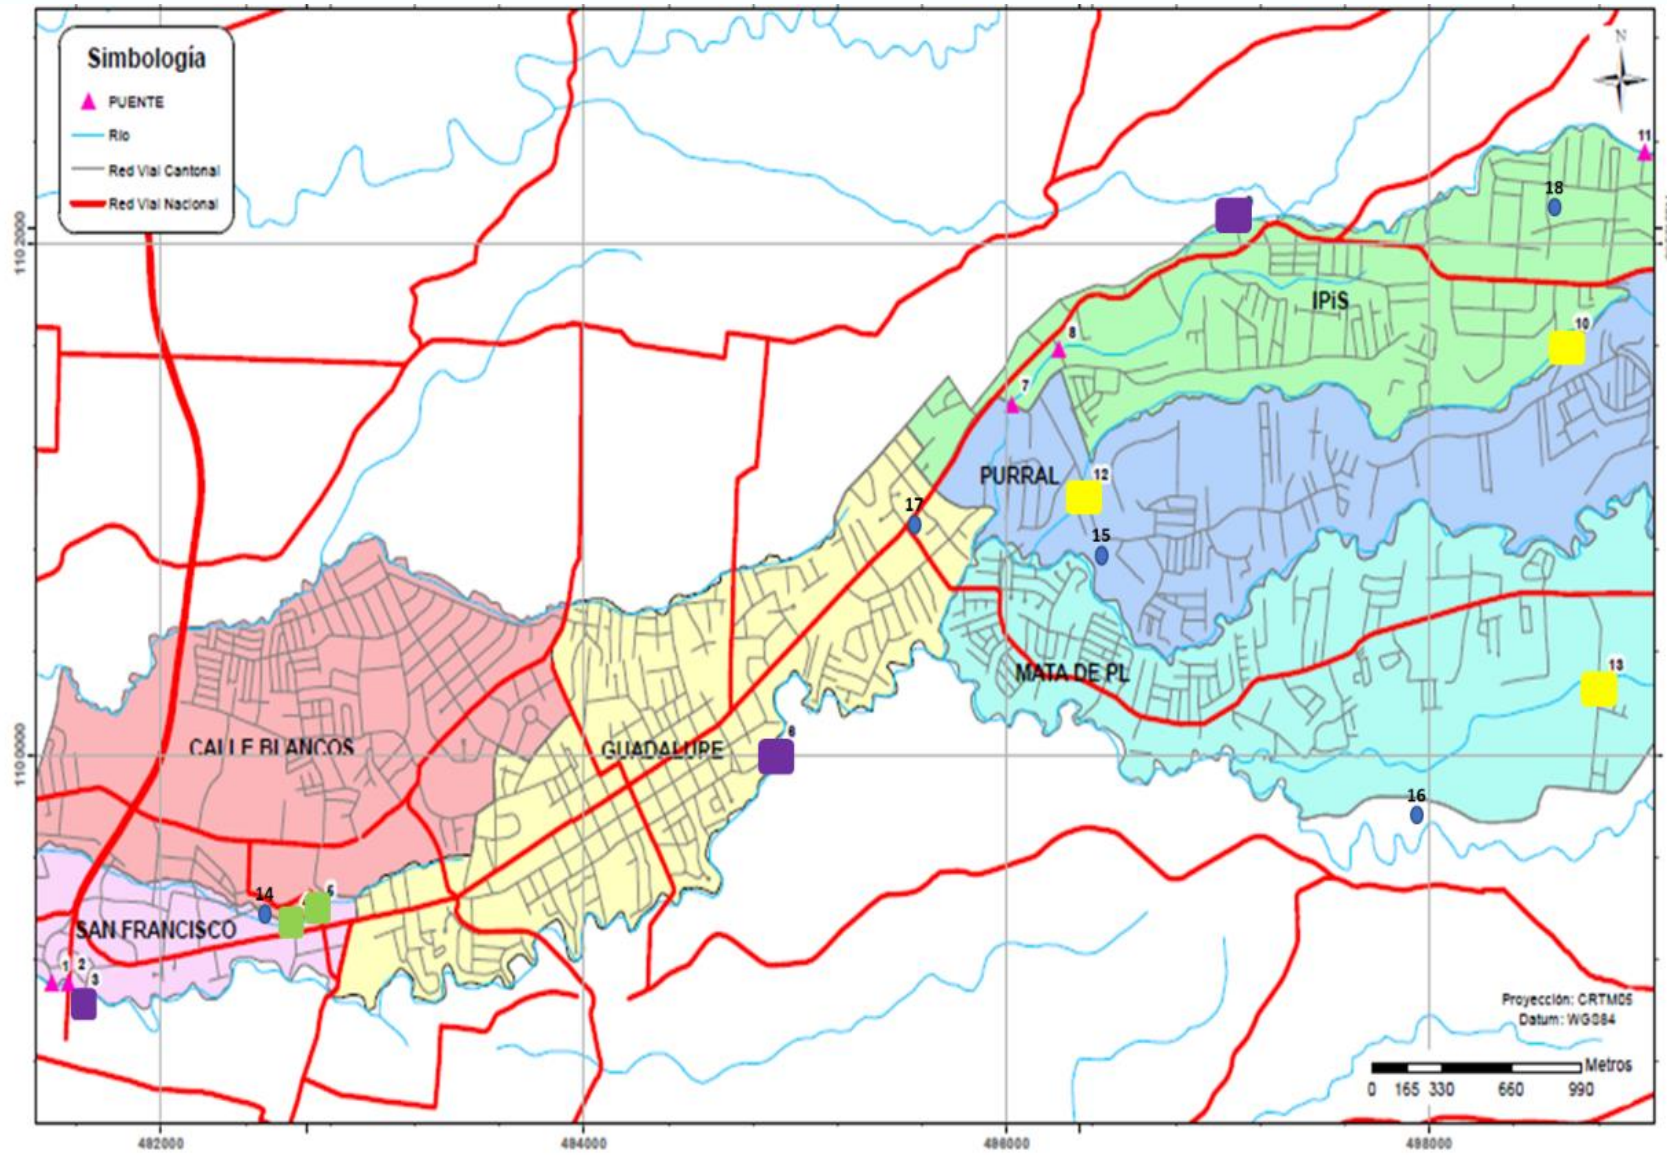 Simbología
PUENTE
Río
Red Vial Cantonal
Red Vial Nacional
N
11
18
1102000
IPíS
10
8
7
PURRAL
12
17
15
13
MATA DE PL
CALLE BLANCOS
GUADALUPE
6
1100000
16
5
14
SAN FRANCISCO
1
2
3
Proyección: CRTM05
Datum: WGS84
Metros
0 165 330 660 990
492000
494000
496000
498000